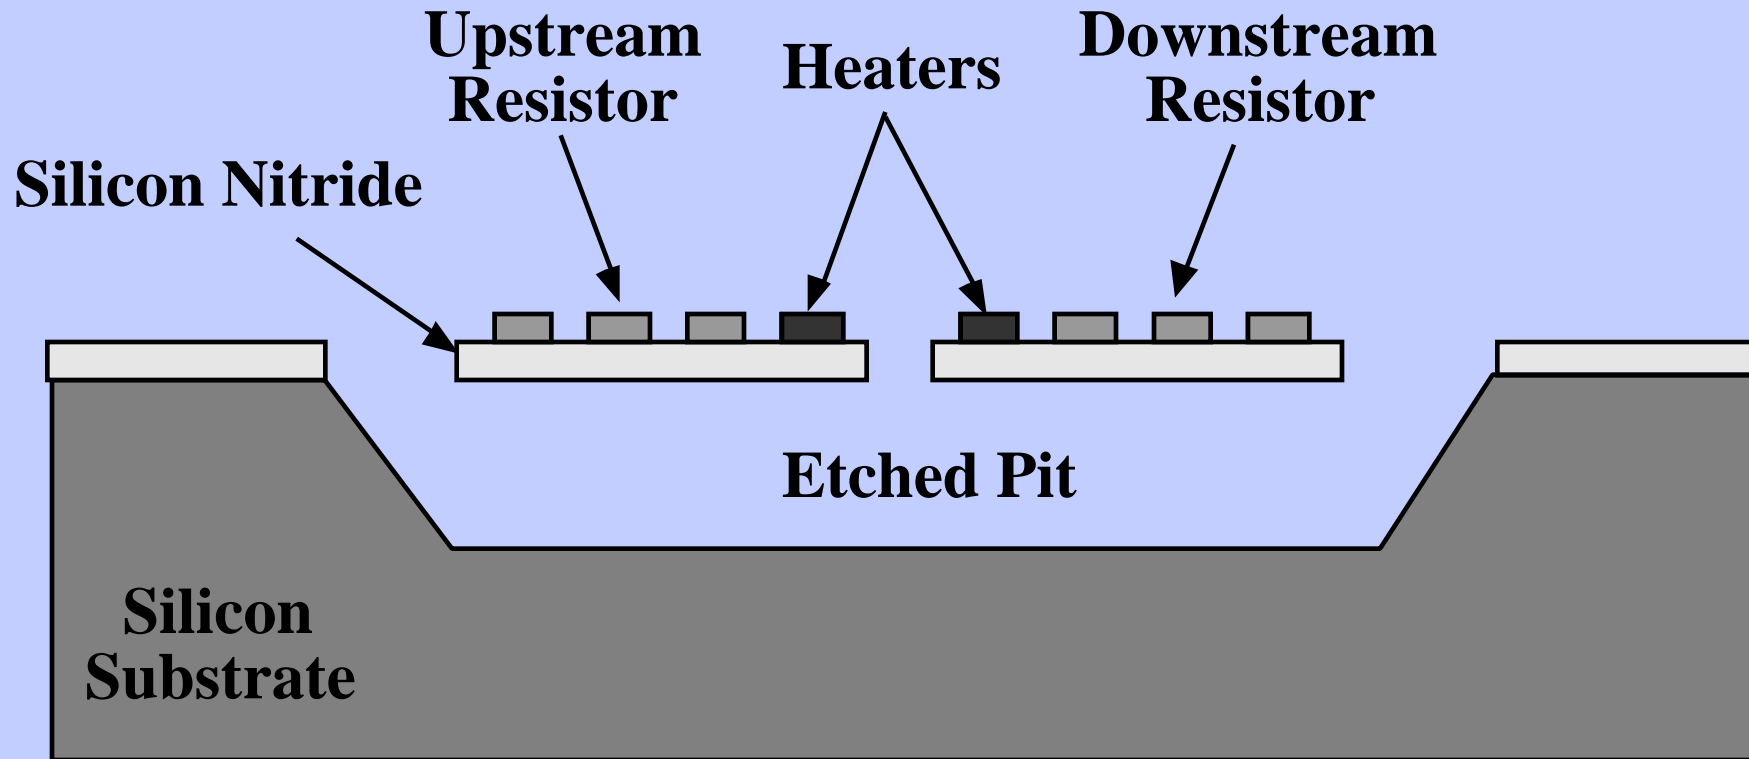 Upstream
Resistor
Heaters
Downstream
Resistor
Silicon Nitride
Etched Pit
Silicon
Substrate